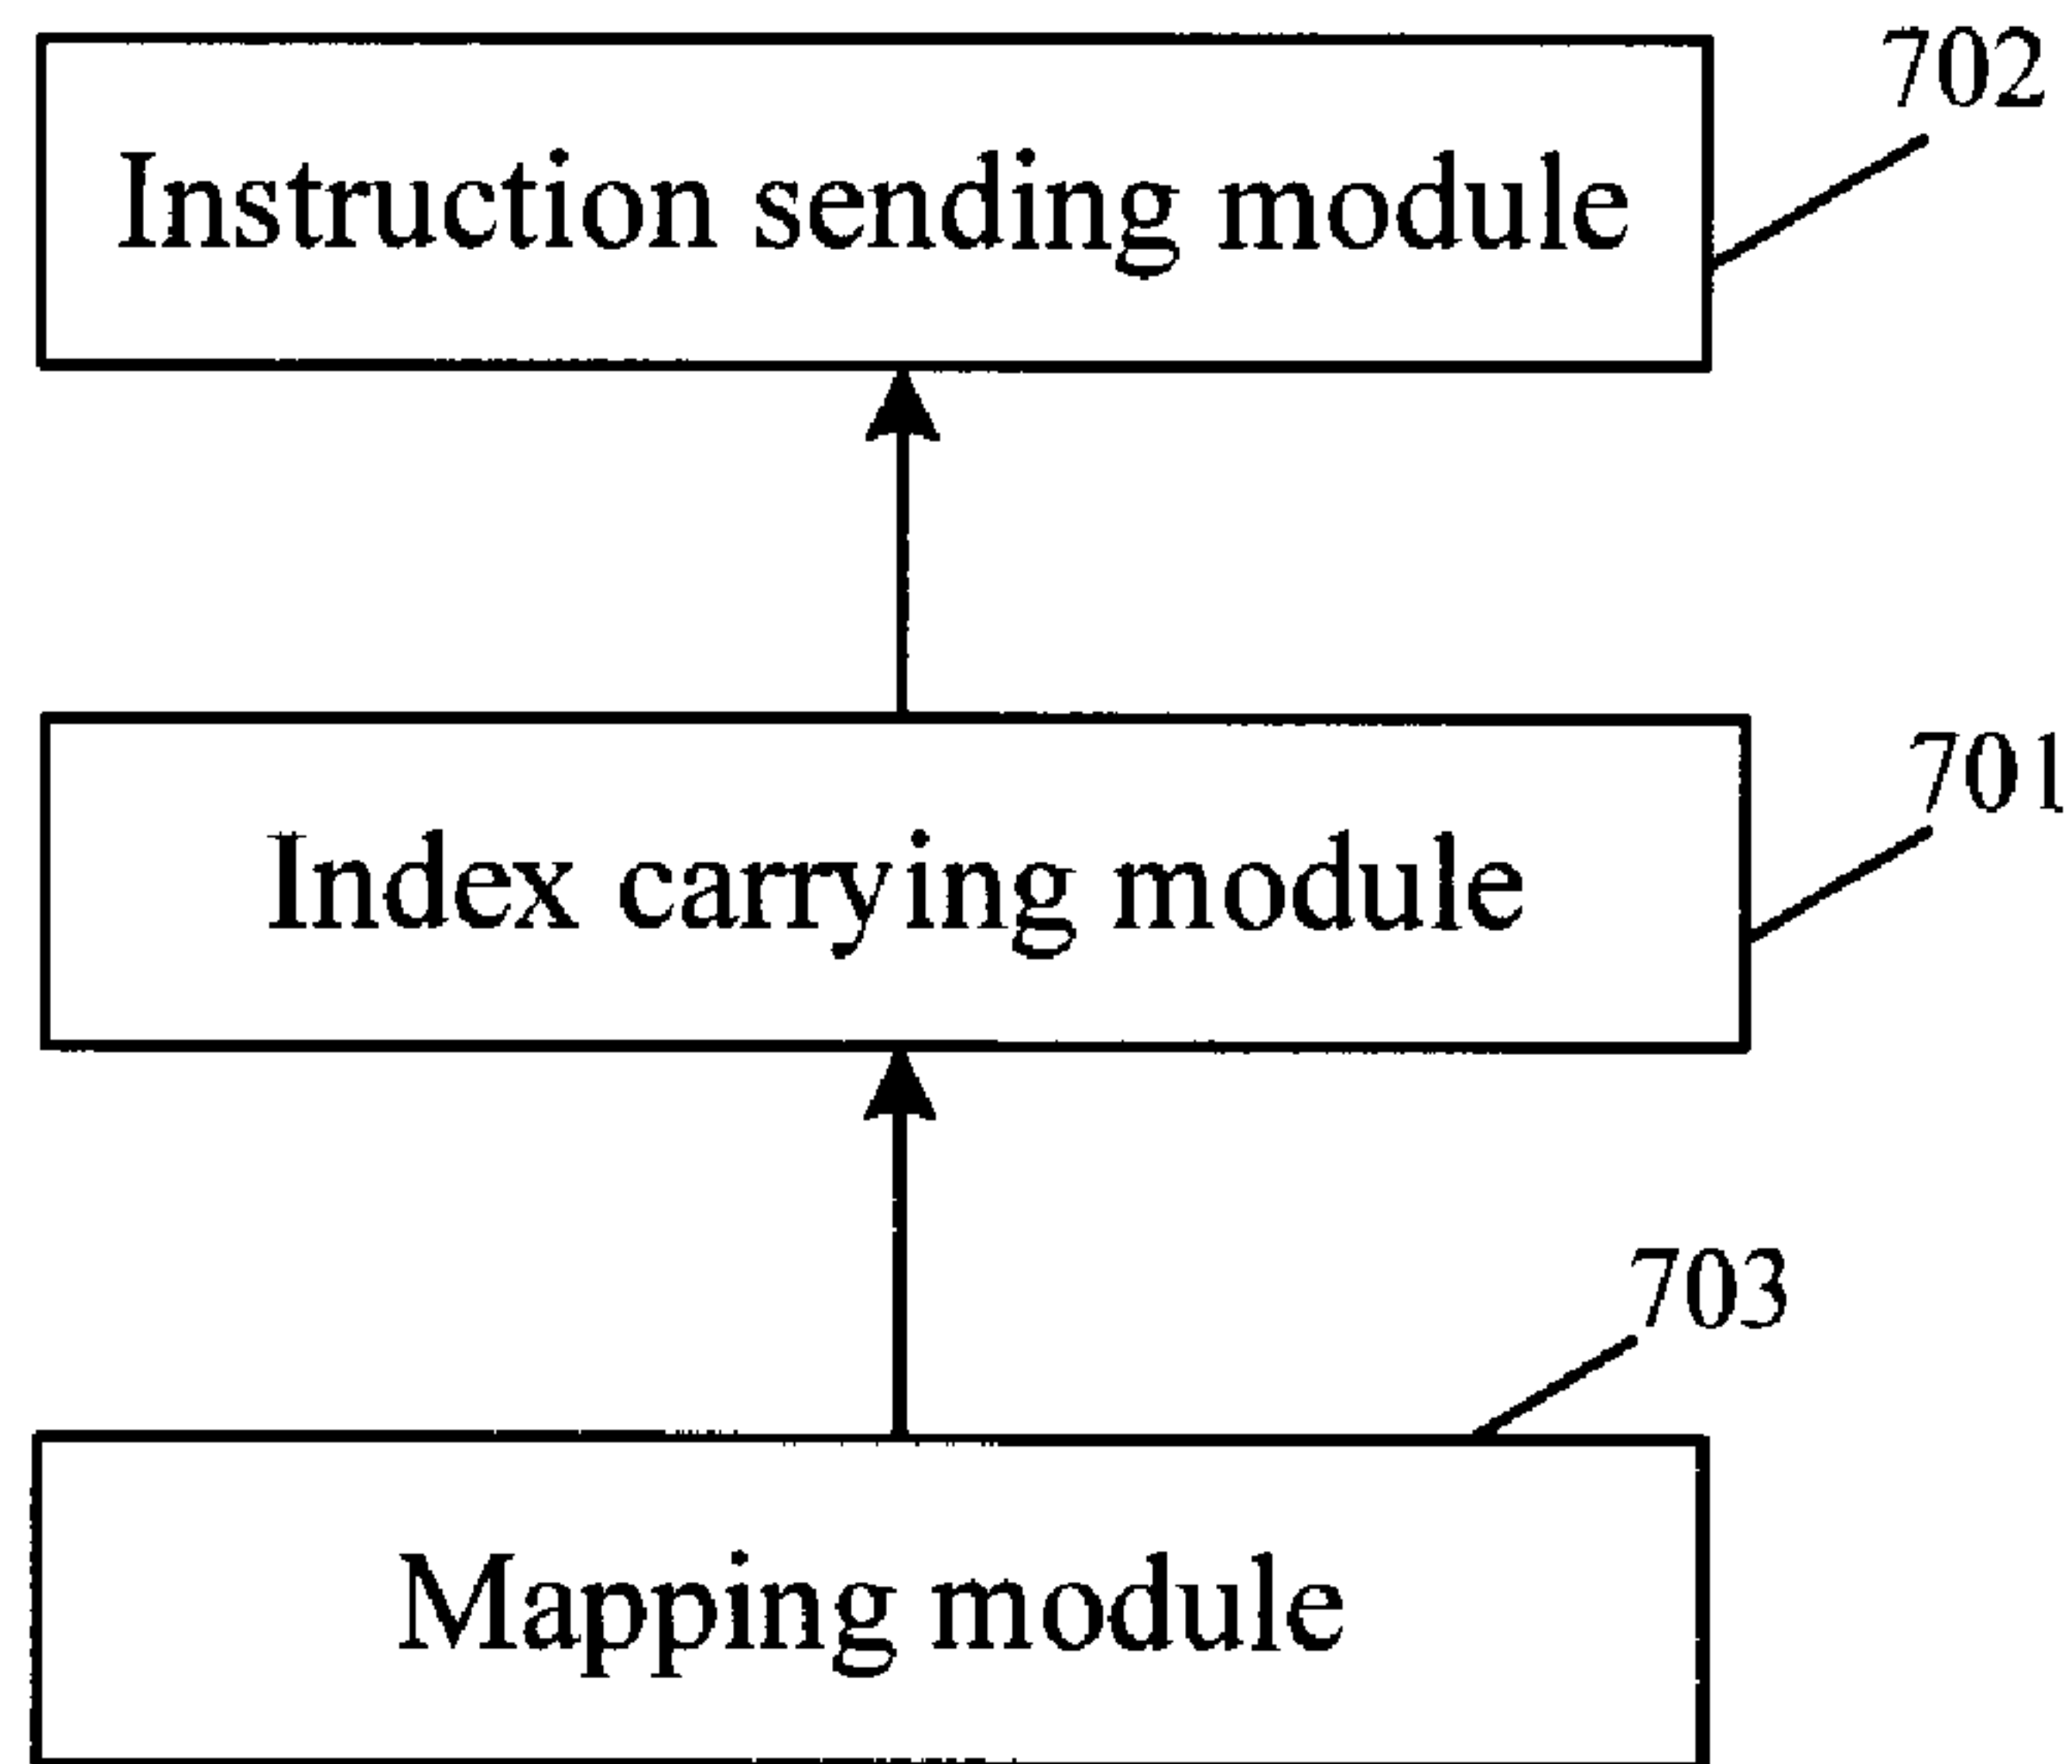 702
Instruction sending module
701
Index carrying module
703
Mapping module